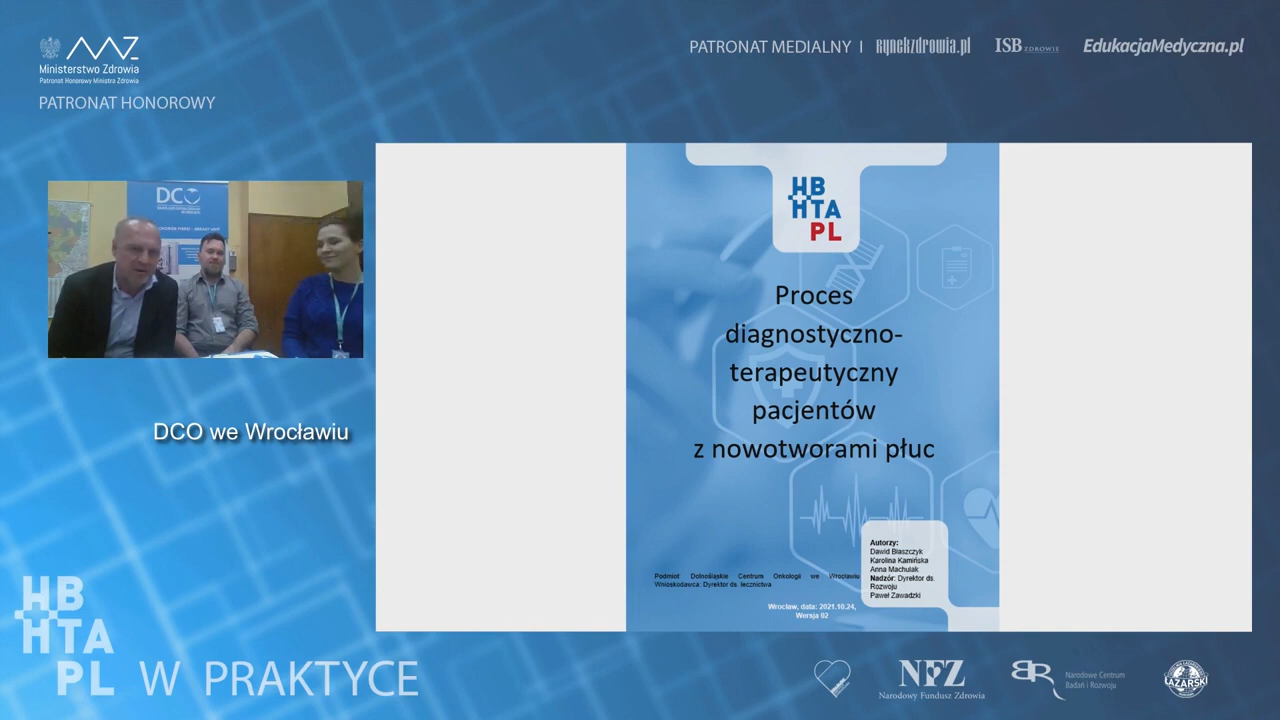 Ministerstwo Zdrowia
Patronat Honorowy Ministra Zdrowia
PATRONAT HONOROWY
PATRONAT MEDIALNY I rynekzdrowia.pl ISB ZDROWIE EdukacjaMedyczna.pl
DCO
DCO we Wrocławiu
HB
HTA
PL
Proces
diagnostyczno-
terapeutyczny
pacjentów
z nowotworami płuc
Autorzy:
Dawid Błaszczyk
Karolina Kamińska
Anna Machulak
Nadzór: Dyrektor ds.
Rozwoju
Paweł Zawadzki
Podmiot: Dolnośląskie Centrum Onkologii we Wrocławiu
Wnioskodawca: Dyrektor ds. lecznictwa
Wrocław, data: 2021.10.24,
Wersja 02
HB
HTA
PL W PRAKTYCE
NFZ
Narodowy Fundusz Zdrowia
Narodowe Centrum
Badań i Rozwoju
ŁAZARSKI